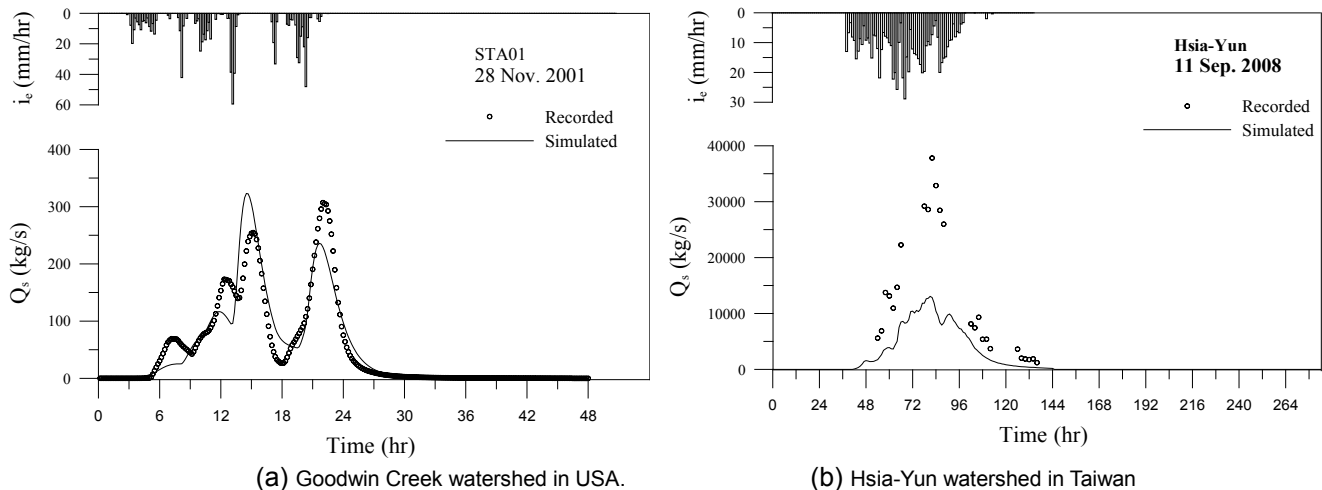 0
20
40
60
i_e (mm/hr)
STA01
28 Nov. 2001
Recorded
Simulated
400
300
200
100
0
Q_s (kg/s)
0 6 12 18 24 30 36 42 48
Time (hr)
(a) Goodwin Creek watershed in USA.
0
10
20
30
i_e (mm/hr)
Hsia-Yun
11 Sep. 2008
Recorded
Simulated
40000
30000
20000
10000
0
Q_s (kg/s)
0 24 48 72 96 120 144 168 192 216 240 264
Time (hr)
(b) Hsia-Yun watershed in Taiwan